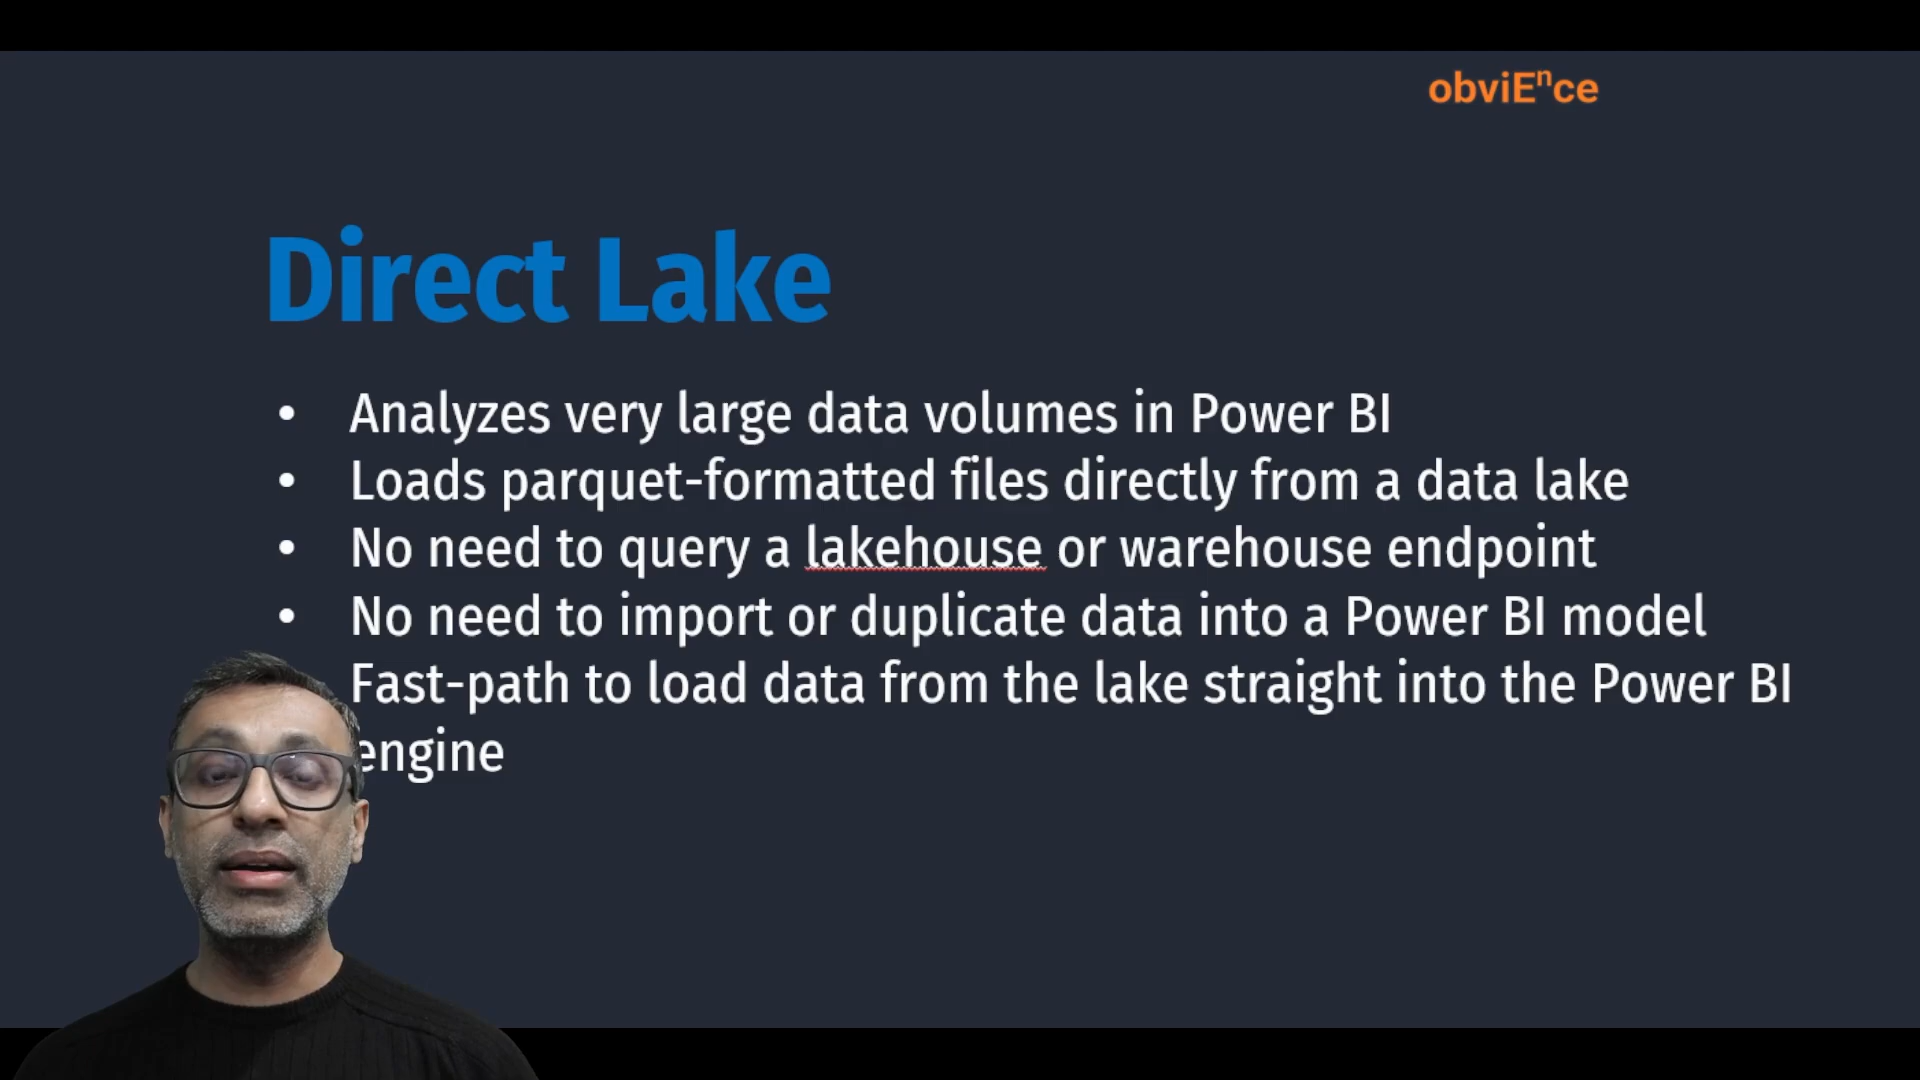 obviEⁿce
Direct Lake
• Analyzes very large data volumes in Power BI
• Loads parquet-formatted files directly from a data lake
• No need to query a lakehouse or warehouse endpoint
• No need to import or duplicate data into a Power BI model
Fast-path to load data from the lake straight into the Power BI
engine